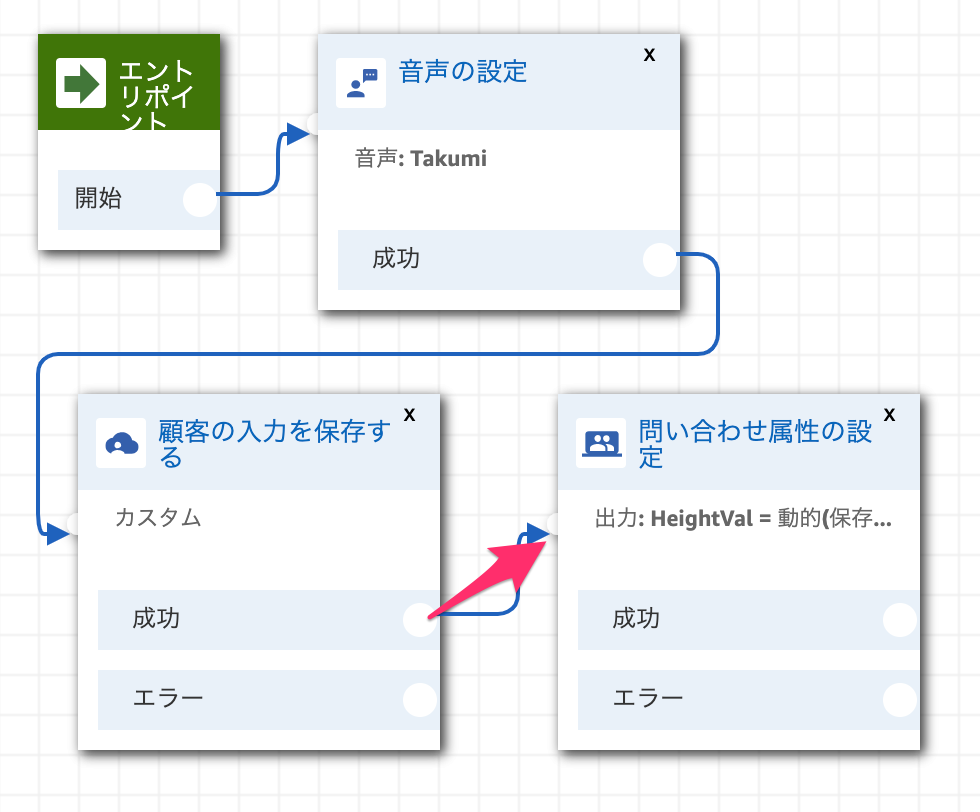 エント
リポイ
ント
開始
音声の設定
X
音声: Takumi
成功
顧客の入力を保存す
る
X
カスタム
成功
エラー
問い合わせ属性の設
定
X
出力: HeightVal = 動的(保存...
成功
エラー